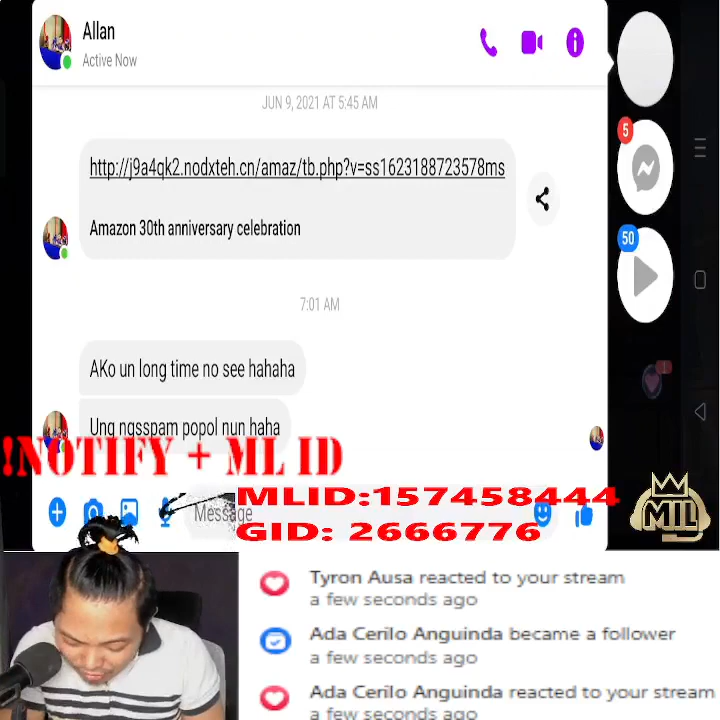 Allan
Active Now
JUN 9, 2021 AT 5:45 AM
http://j9a4qk2.nodxteh.cn/amaz/tb.php?v=ss1623188723578ms
Amazon 30th anniversary celebration
7:01 AM
AKo un long time no see hahaha
Ung ngsspam popol nun haha
!NOTIFY + ML ID
MLID:157458444
GID: 2666776
Message
5
50
1
MIL
Tyron Ausa reacted to your stream
a few seconds ago
Ada Cerilo Anguinda became a follower
a few seconds ago
Ada Cerilo Anguinda reacted to your stream
a few seconds ago